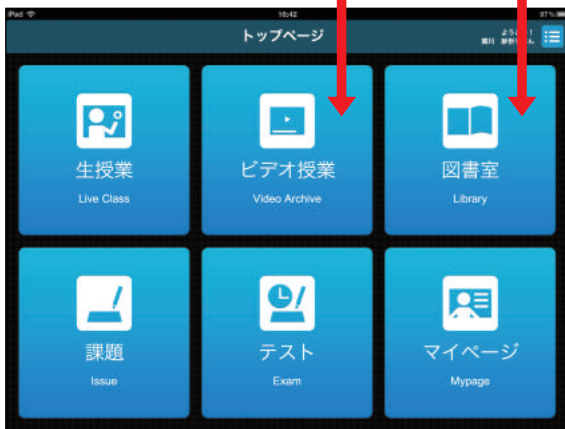 iPad 16:42 97%
トップページ
生授業
Live Class
ビデオ授業
Video Archive
図書室
Library
課題
Issue
テスト
Exam
マイページ
Mypage